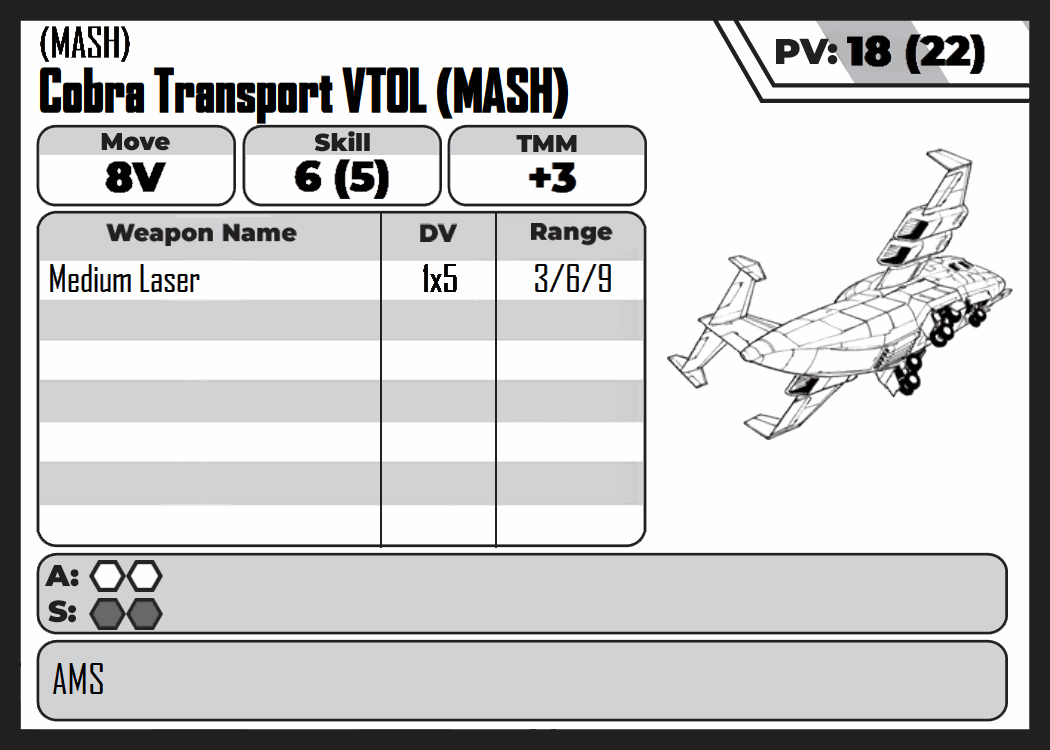 (MASH)
Cobra Transport VTOL (MASH)
PV: 18 (22)
Move
8V
Skill
6 (5)
TMM
+3
Weapon Name DV Range
Medium Laser 1x5 3/6/9
A:
S:
AMS